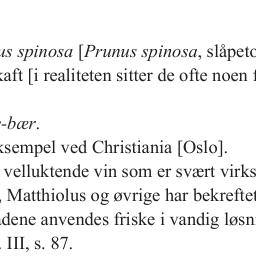 us spinosa [Prunus spinosa, slåpeto
kaft [i realiteten sitter de ofte noen f
-bær.
ksempel ved Christiania [Oslo].
velluktende vin som er svært virks
, Matthiolus og øvrige har bekreftet
dene anvendes friske i vandig løsni
III, s. 87.